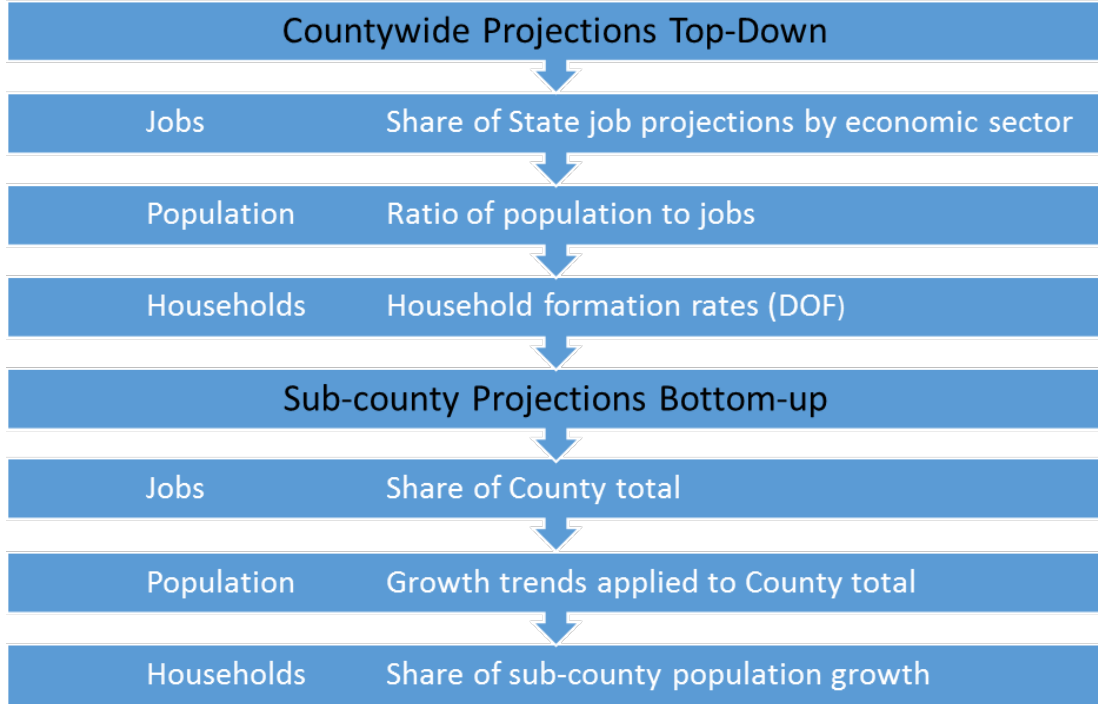 Countywide Projections Top-Down
Jobs Share of State job projections by economic sector
Population Ratio of population to jobs
Households Household formation rates (DOF)
Sub-county Projections Bottom-up
Jobs Share of County total
Population Growth trends applied to County total
Households Share of sub-county population growth